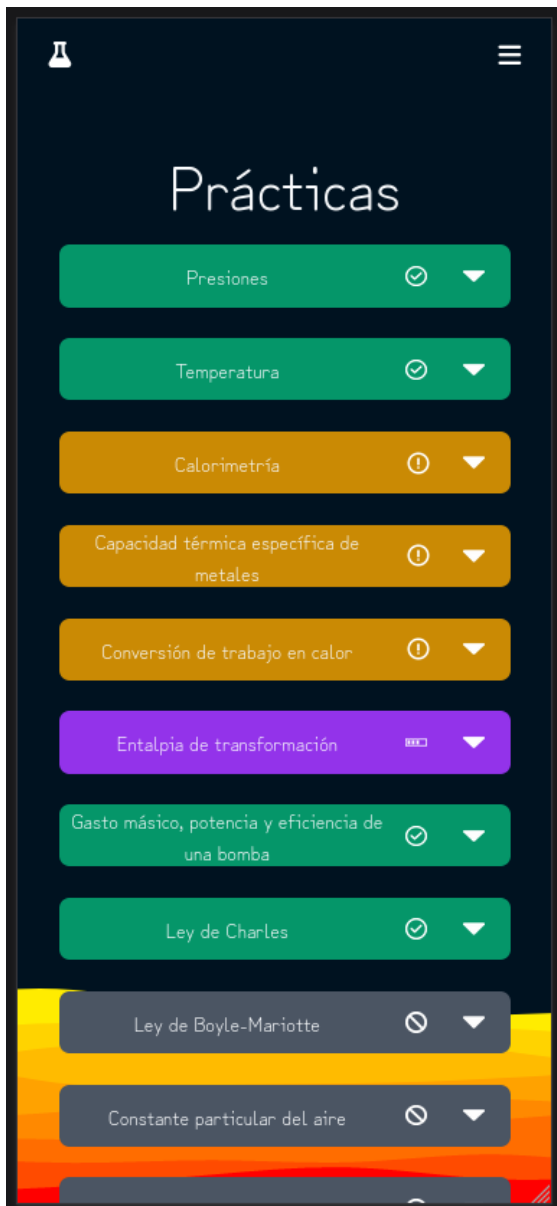 Prácticas
Presiones
Temperatura
Calorimetría
Capacidad térmica específica de
metales
Conversión de trabajo en calor
Entalpia de transformación
Gasto másico, potencia y eficiencia de
una bomba
Ley de Charles
Ley de Boyle-Mariotte
Constante particular del aire